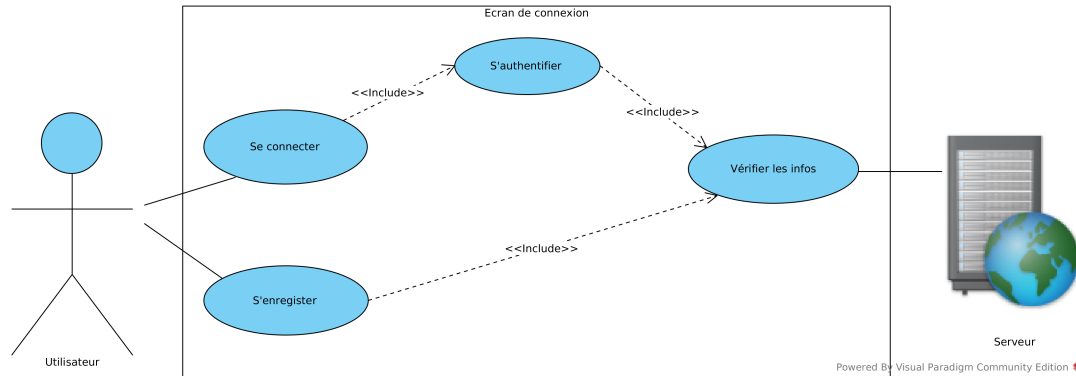 Ecran de connexion
S'authentifier
<<Include>>
<<Include>>
Se connecter
Vérifier les infos
<<Include>>
S'enregister
Serveur
Utilisateur
Powered By Visual Paradigm Community Edition